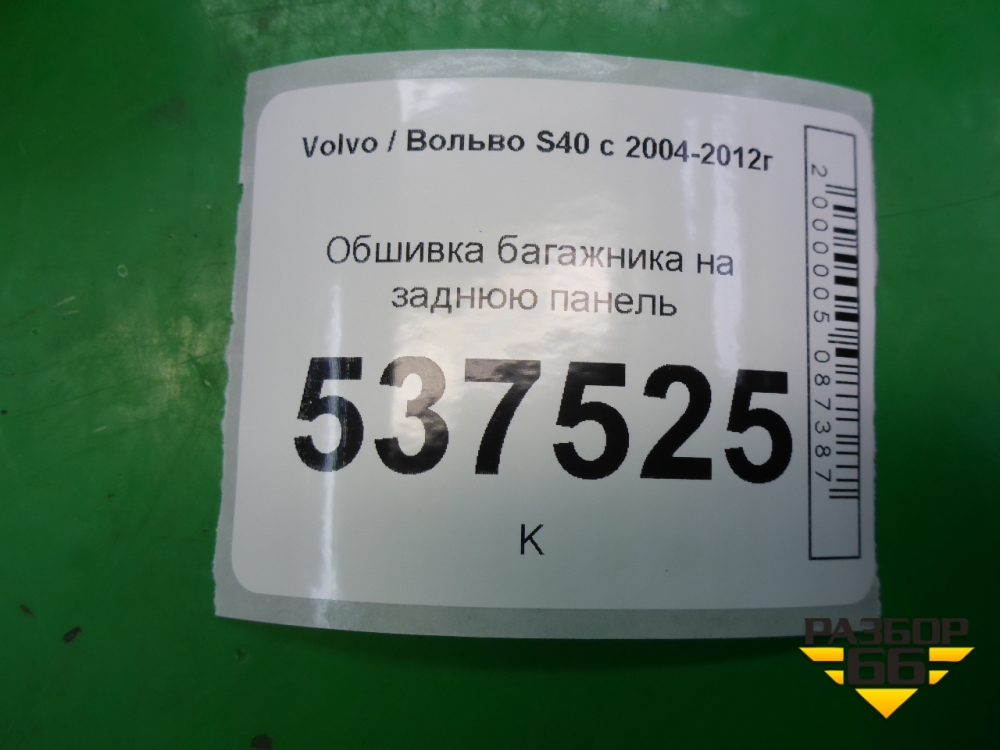 Volvo / Вольво S40 с 2004-2012г
Обшивка багажника на
заднюю панель
537525
К
2000005087387
РАЗБОР
66